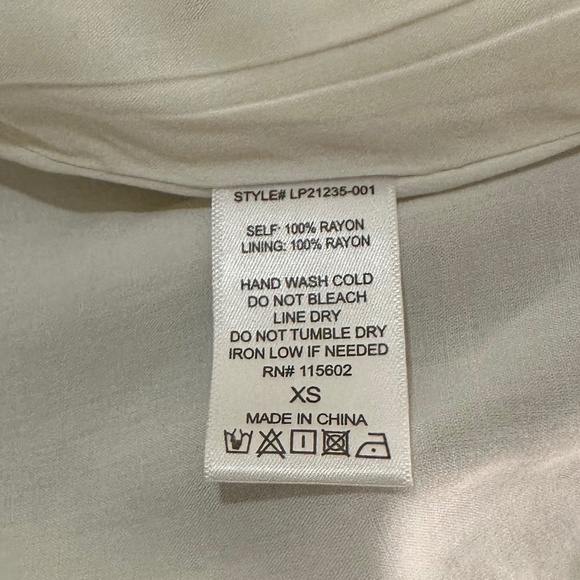 STYLE# LP21235-001
SELF: 100% RAYON
LINING: 100% RAYON
HAND WASH COLD
DO NOT BLEACH
LINE DRY
DO NOT TUMBLE DRY
IRON LOW IF NEEDED
RN# 115602
XS
MADE IN CHINA